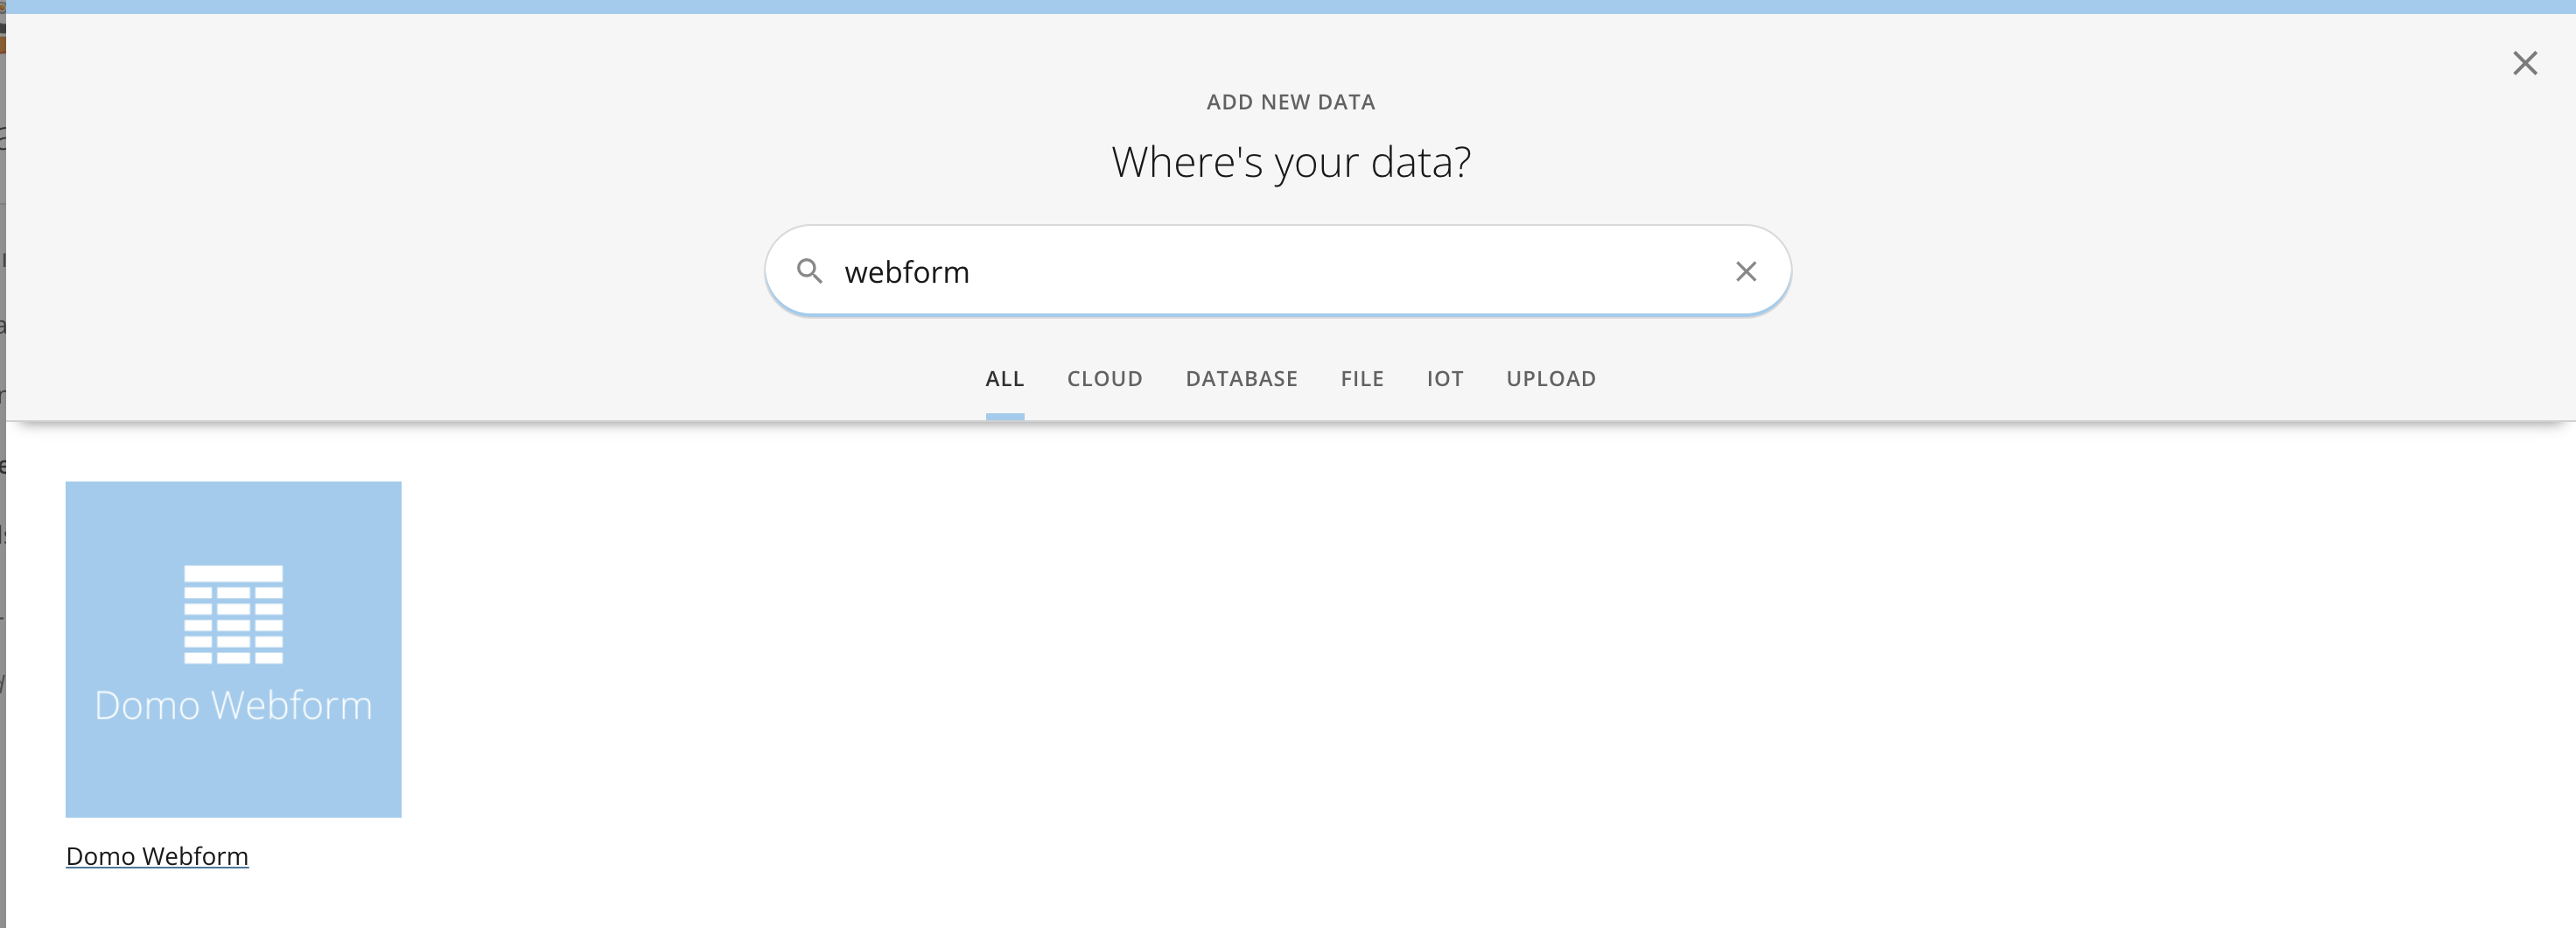 ADD NEW DATA
Where's your data?
webform
ALL CLOUD DATABASE FILE IOT UPLOAD
Domo Webform
Domo Webform